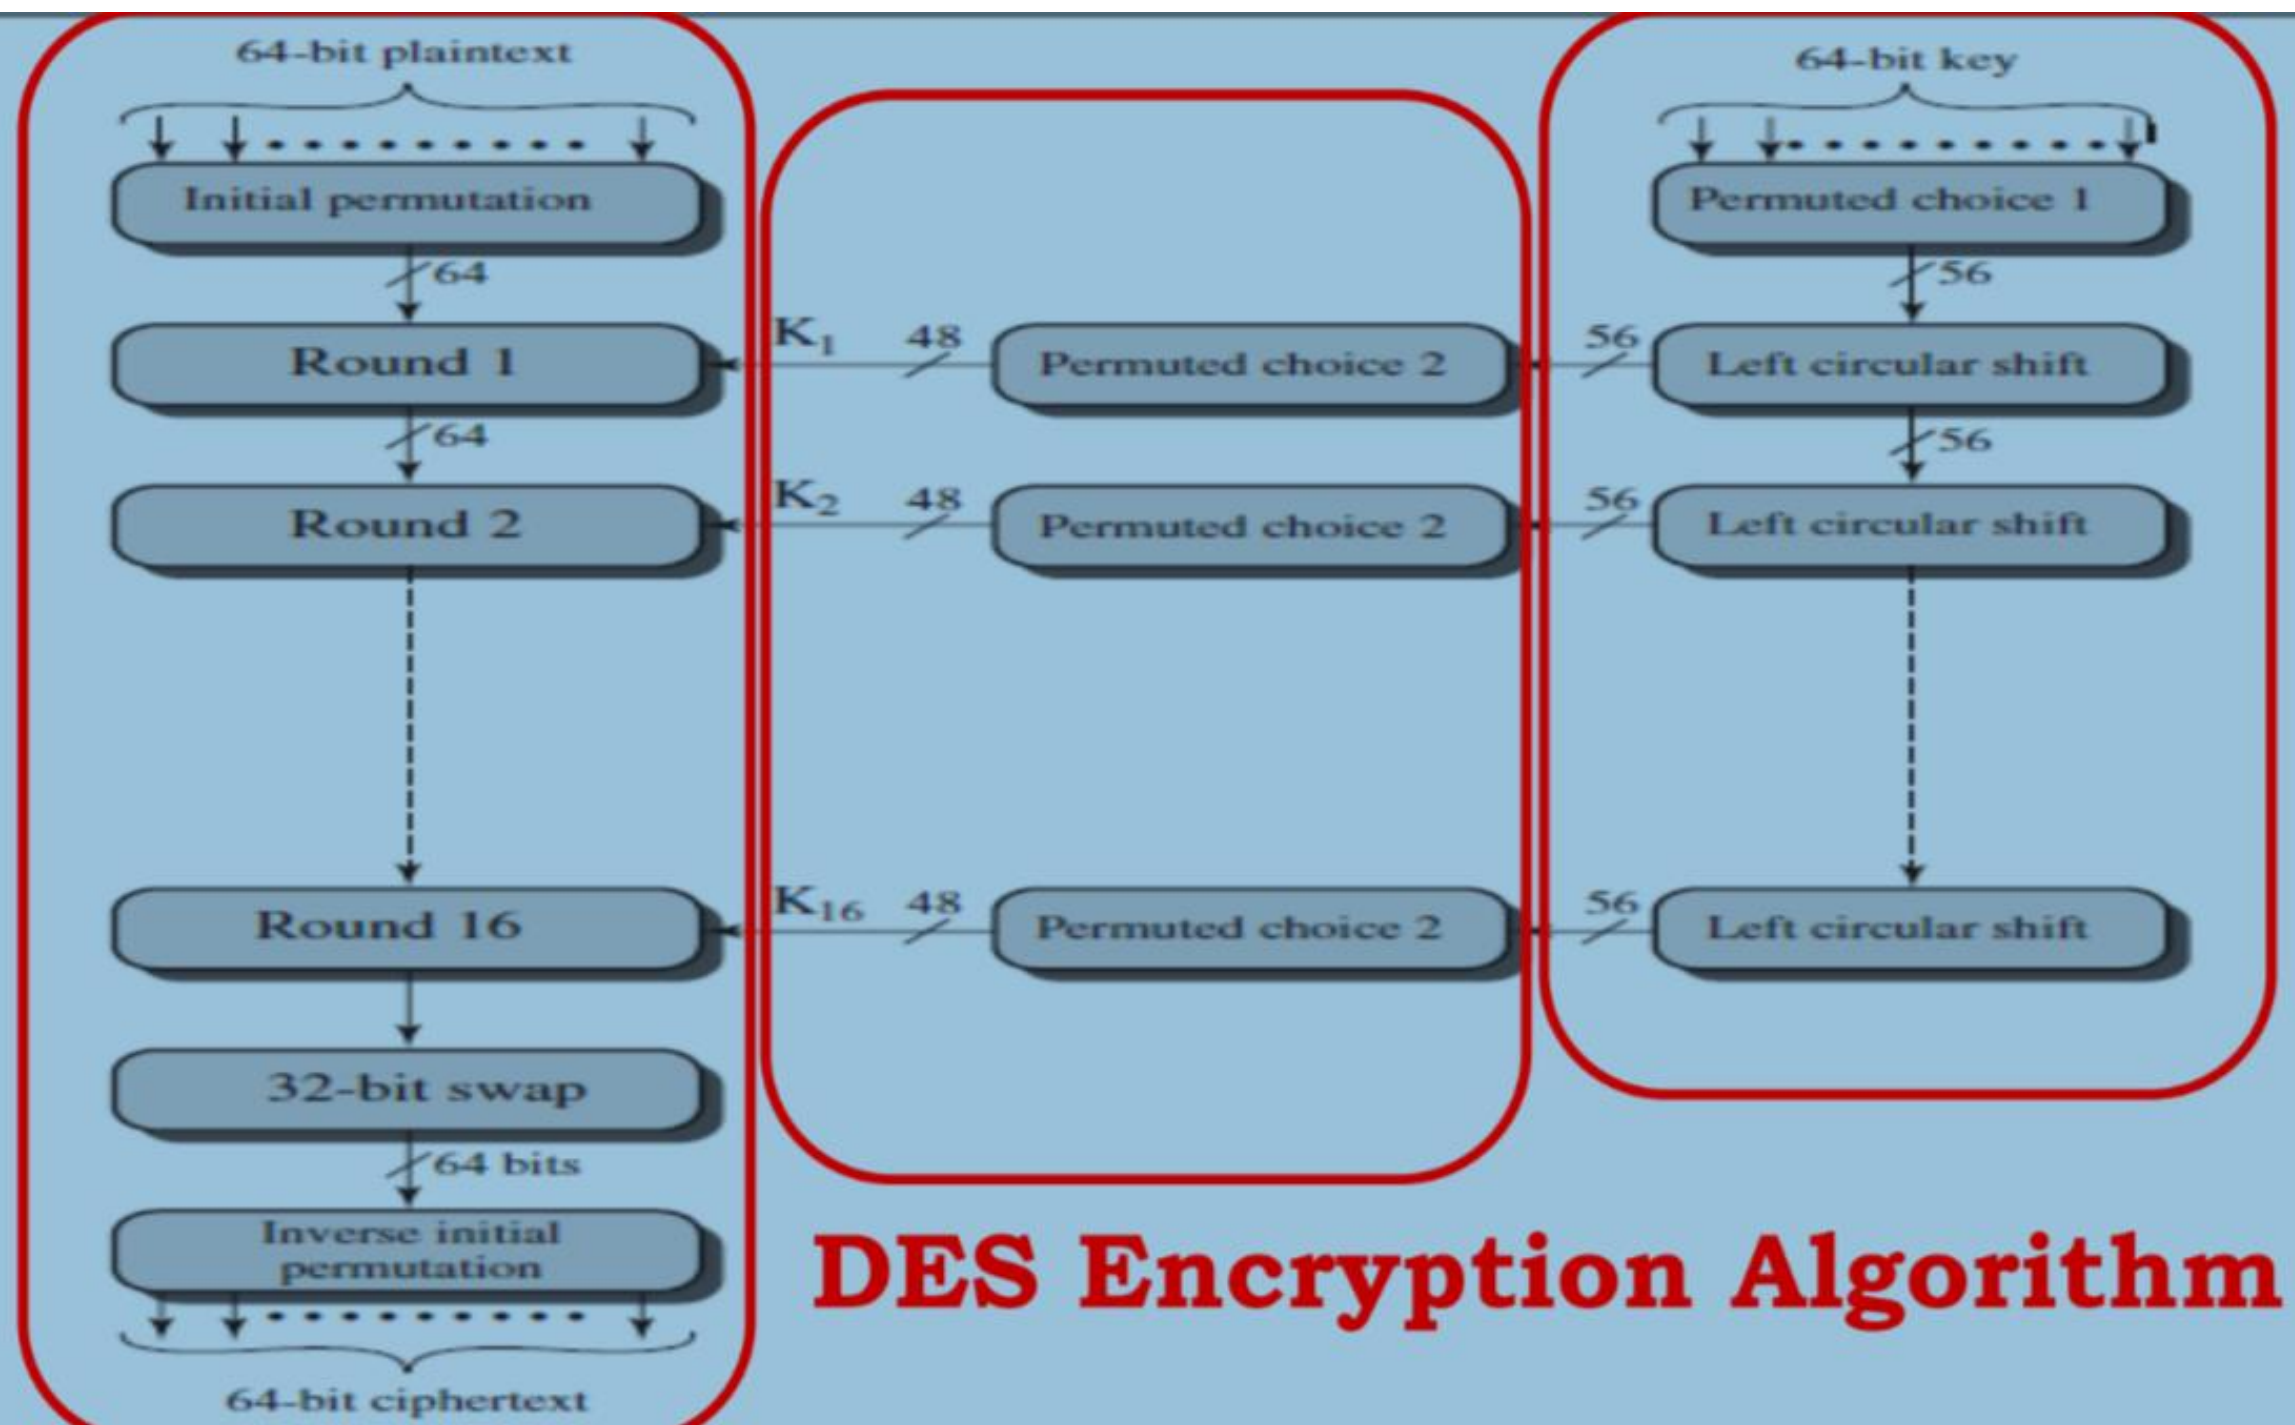 64-bit plaintext
Initial permutation
64
Round 1
64
Round 2
Round 16
32-bit swap
64 bits
Inverse initial
permutation
64-bit ciphertext
K1 48
Permuted choice 2
K2 48
Permuted choice 2
K16 48
Permuted choice 2
64-bit key
Permuted choice 1
56
56
Left circular shift
56
56
Left circular shift
56
Left circular shift
DES Encryption Algorithm